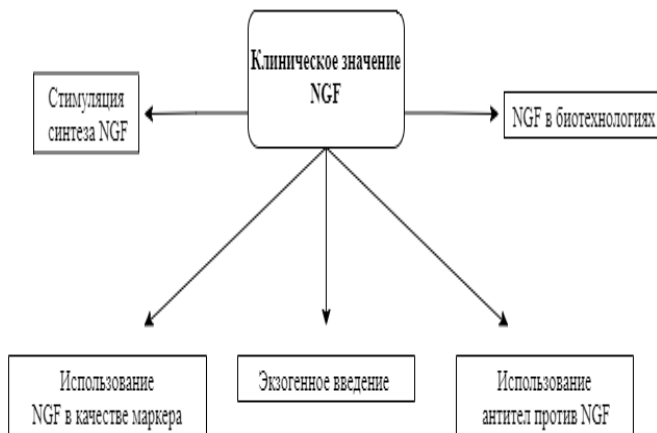 Клиническое значение
NGF
Стимуляция
синтеза NGF
NGF в биотехнологиях
Использование
NGF в качестве маркера
Экзогенное введение
Использование
антител против NGF